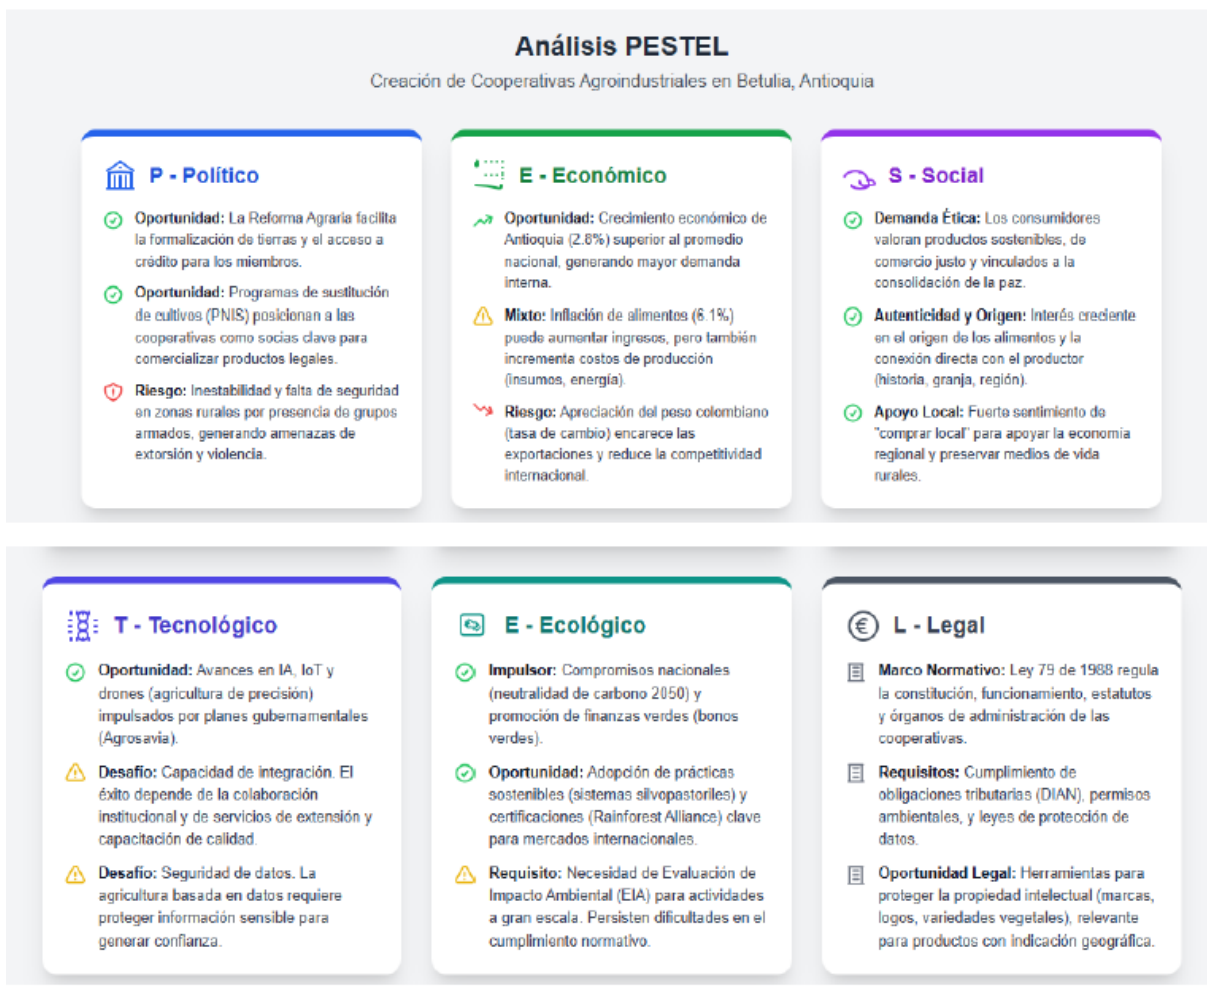 Análisis PESTEL
Creación de Cooperativas Agroindustriales en Betulia, Antioquia
P - Político
Oportunidad: La Reforma Agraria facilita
la formalización de tierras y el acceso a
crédito para los miembros.
Oportunidad: Programas de sustitución
de cultivos (PNIS) posicionan a las
cooperativas como socias clave para
comercializar productos legales.
Riesgo: Inestabilidad y falta de seguridad
en zonas rurales por presencia de grupos
armados, generando amenazas de
extorsión y violencia.
E - Económico
Oportunidad: Crecimiento económico de
Antioquia (2.8%) superior al promedio
nacional, generando mayor demanda
interna.
Mixto: Inflación de alimentos (6.1%)
puede aumentar ingresos, pero también
incrementa costos de producción
(insumos, energía).
Riesgo: Apreciación del peso colombiano
(tasa de cambio) encarece las
exportaciones y reduce la competitividad
internacional.
S - Social
Demanda Ética: Los consumidores
valoran productos sostenibles, de
comercio justo y vinculados a la
consolidación de la paz.
Autenticidad y Origen: Interés creciente
en el origen de los alimentos y la
conexión directa con el productor
(historia, granja, región).
Apoyo Local: Fuerte sentimiento de
"comprar local" para apoyar la economía
regional y preservar medios de vida
rurales.
T - Tecnológico
Oportunidad: Avances en IA, IoT y
drones (agricultura de precisión)
impulsados por planes gubernamentales
(Agrosavia).
Desafío: Capacidad de integración. El
éxito depende de la colaboración
institucional y de servicios de extensión y
capacitación de calidad.
Desafío: Seguridad de datos. La
agricultura basada en datos requiere
proteger información sensible para
generar confianza.
E - Ecológico
Impulsor: Compromisos nacionales
(neutralidad de carbono 2050) y
promoción de finanzas verdes (bonos
verdes).
Oportunidad: Adopción de prácticas
sostenibles (sistemas silvopastoriles) y
certificaciones (Rainforest Alliance) clave
para mercados internacionales.
Requisito: Necesidad de Evaluación de
Impacto Ambiental (EIA) para actividades
a gran escala. Persisten dificultades en el
cumplimiento normativo.
L - Legal
Marco Normativo: Ley 79 de 1988 regula
la constitución, funcionamiento, estatutos
y órganos de administración de las
cooperativas.
Requisitos: Cumplimiento de
obligaciones tributarias (DIAN), permisos
ambientales, y leyes de protección de
datos.
Oportunidad Legal: Herramientas para
proteger la propiedad intelectual (marcas,
logos, variedades vegetales), relevante
para productos con indicación geográfica.